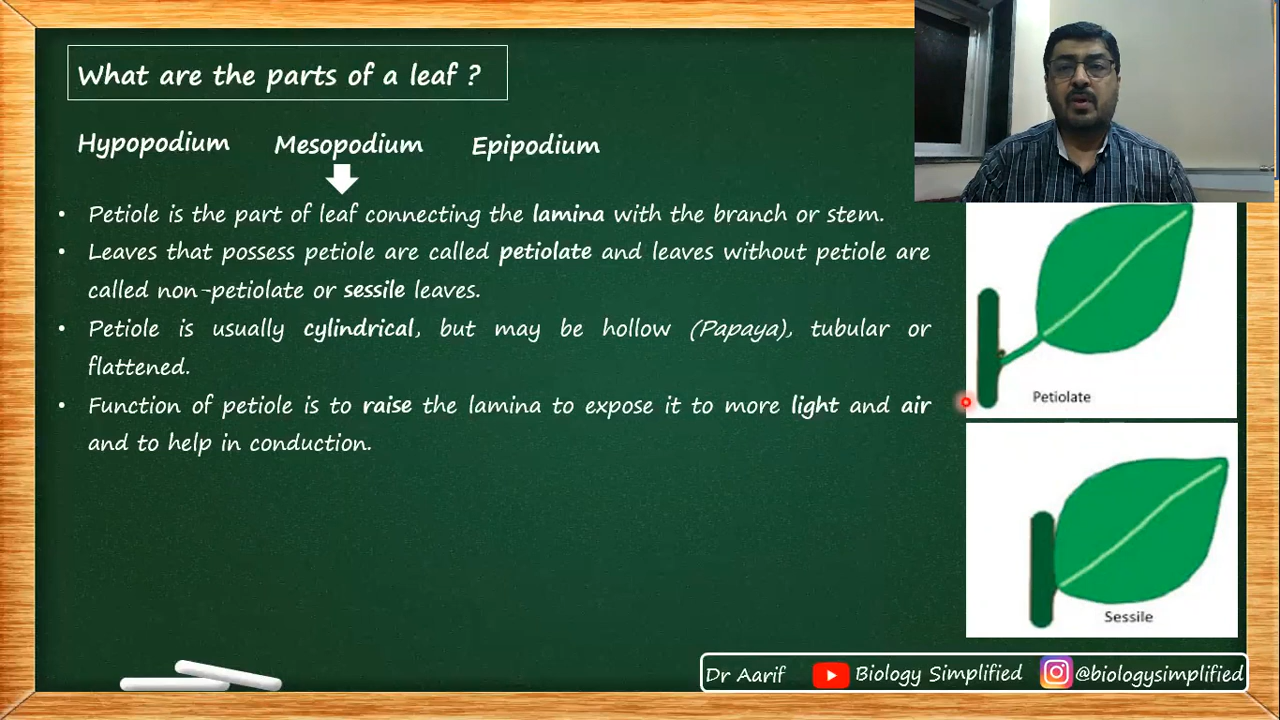 What are the parts of a leaf ?
Hypopodium Mesopodium Epipodium
• Petiole is the part of leaf connecting the lamina with the branch or stem.
• Leaves that possess petiole are called petiolate and leaves without petiole are
called non-petiolate or sessile leaves.
• Petiole is usually cylindrical, but may be hollow (Papaya), tubular or
flattened.
• Function of petiole is to raise the lamina to expose it to more light and air
and to help in conduction.
Petiolate
Sessile
Dr Aarif Biology Simplified @biologysimplified